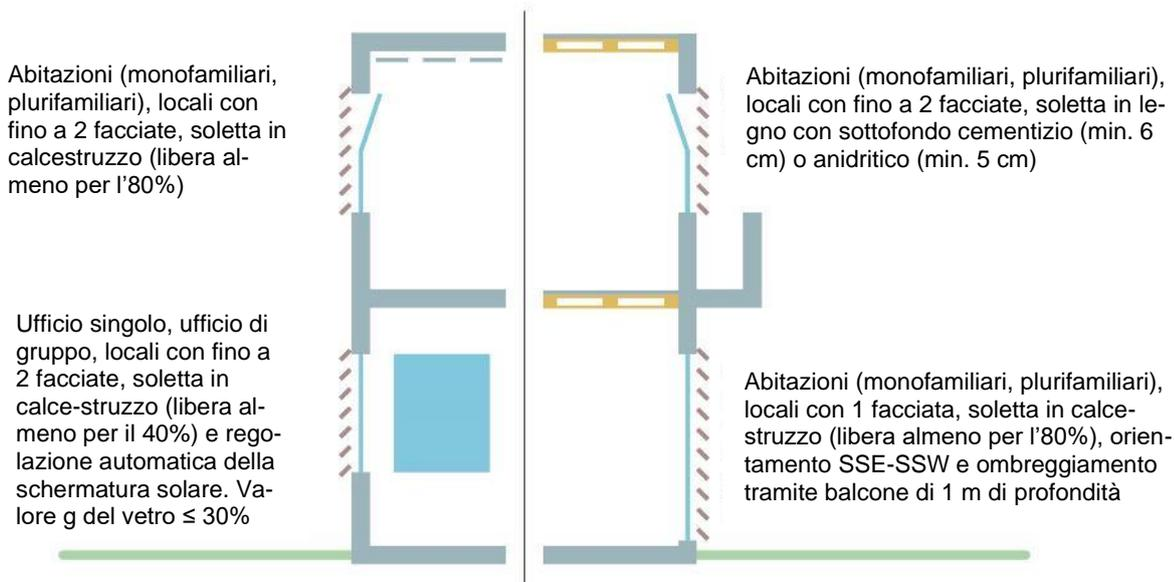 Abitazioni (monofamiliari,
plurifamiliari), locali con
fino a 2 facciate, soletta in
calcestruzzo (libera al-
meno per l'80%)
Ufficio singolo, ufficio di
gruppo, locali con fino a
2 facciate, soletta in
calce-struzzo (libera al-
meno per il 40%) e rego-
lazione automatica della
schermatura solare. Va-
lore g del vetro ≤ 30%
Abitazioni (monofamiliari, plurifamiliari),
locali con fino a 2 facciate, soletta in le-
gno con sottofondo cementizio (min. 6
cm) o anidritico (min. 5 cm)
Abitazioni (monofamiliari, plurifamiliari),
locali con 1 facciata, soletta in calce-
struzzo (libera almeno per l'80%), orien-
tamento SSE-SSW e ombreggiamento
tramite balcone di 1 m di profondità